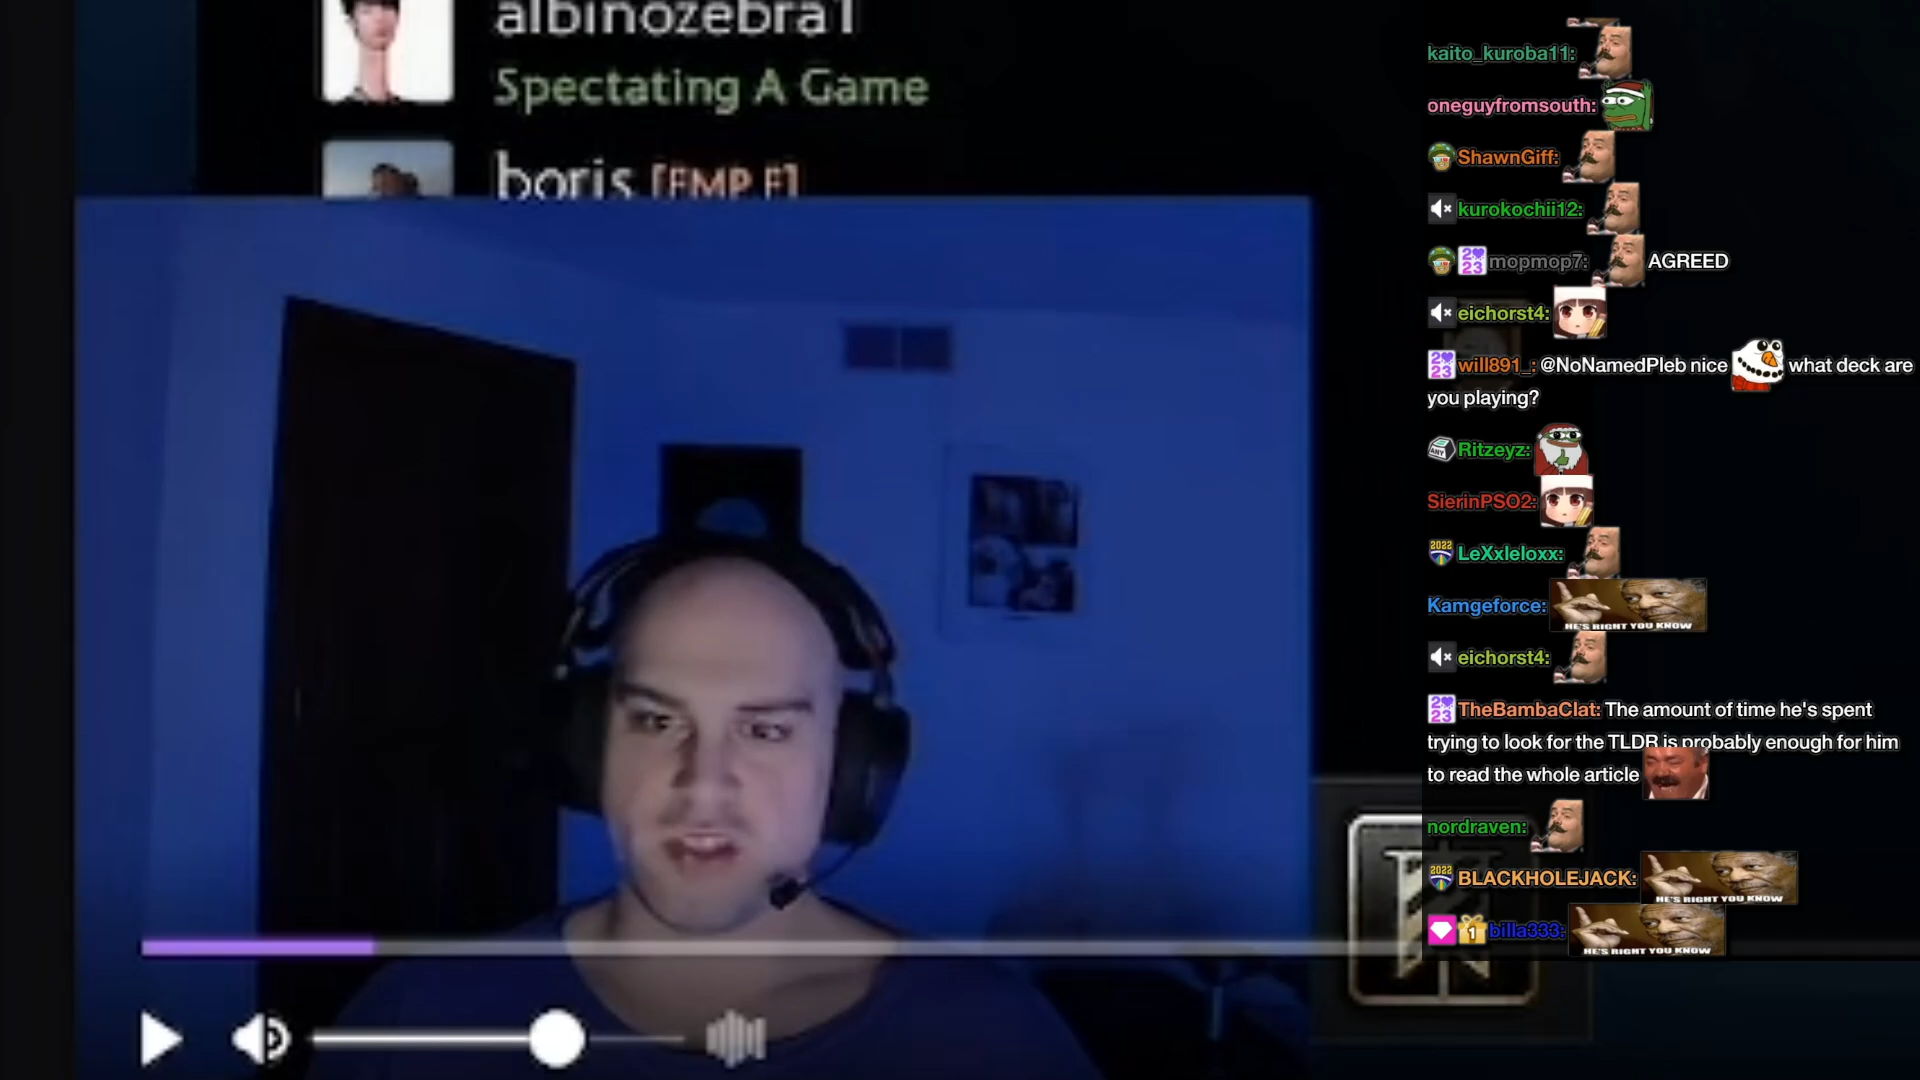 albinozebra1
Spectating A Game
boris [EMP F]
kaito_kuroba11:
oneguyfromsouth:
ShawnGiff:
kurokochii12:
mopmop7: AGREED
eichorst4:
will891_: @NoNamedPleb nice what deck are
you playing?
Ritzeyz:
SierinPSO2:
LeXxleloxx:
Kamgeforce: HE'S RIGHT YOU KNOW
eichorst4:
TheBambaClat: The amount of time he's spent
trying to look for the TLDR is probably enough for him
to read the whole article
nordraven:
BLACKHOLEJACK: HE'S RIGHT YOU KNOW
billa333: HE'S RIGHT YOU KNOW